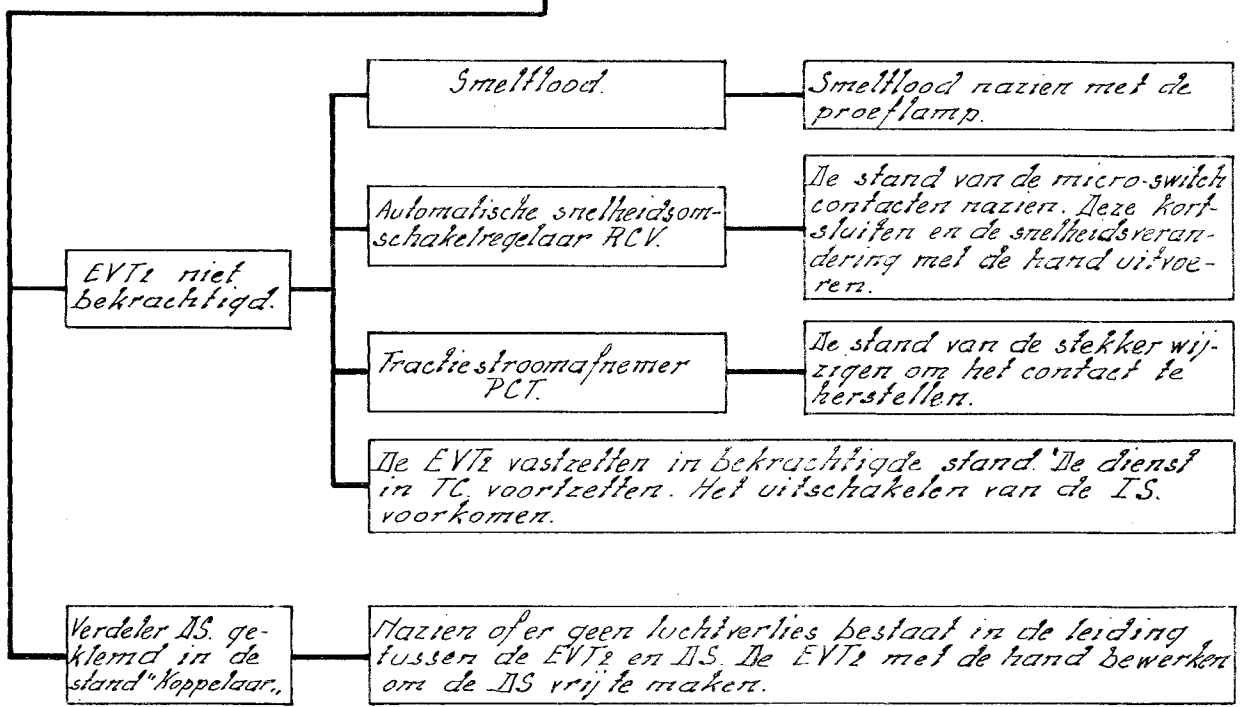 Smeltlood.
Smeltlood nazien met de
proeflamp.
Automatische snelheidsom-
schakelregelaar RCV.
De stand van de micro-switch
contacten nazien. Deze kort-
sluiten en de snelheidsveran-
dering met de hand uitvoe-
ren.
EVT2 niet
bekrachtigd.
Tractiestroomafnemer
PCT.
De stand van de stekker wij-
zigen om het contact te
herstellen.
De EVT2 vastzetten in bekrachtigde stand. De dienst
in TC. voortzetten. Het uitschakelen van de IS.
voorkomen.
Verdeler DS. ge-
klemd in de
stand "Koppelaar„
Nazien of er geen luchtverlies bestaat in de leiding
tussen de EVT2 en DS. De EVT2 met de hand bewerken
om de DS vrij te maken.